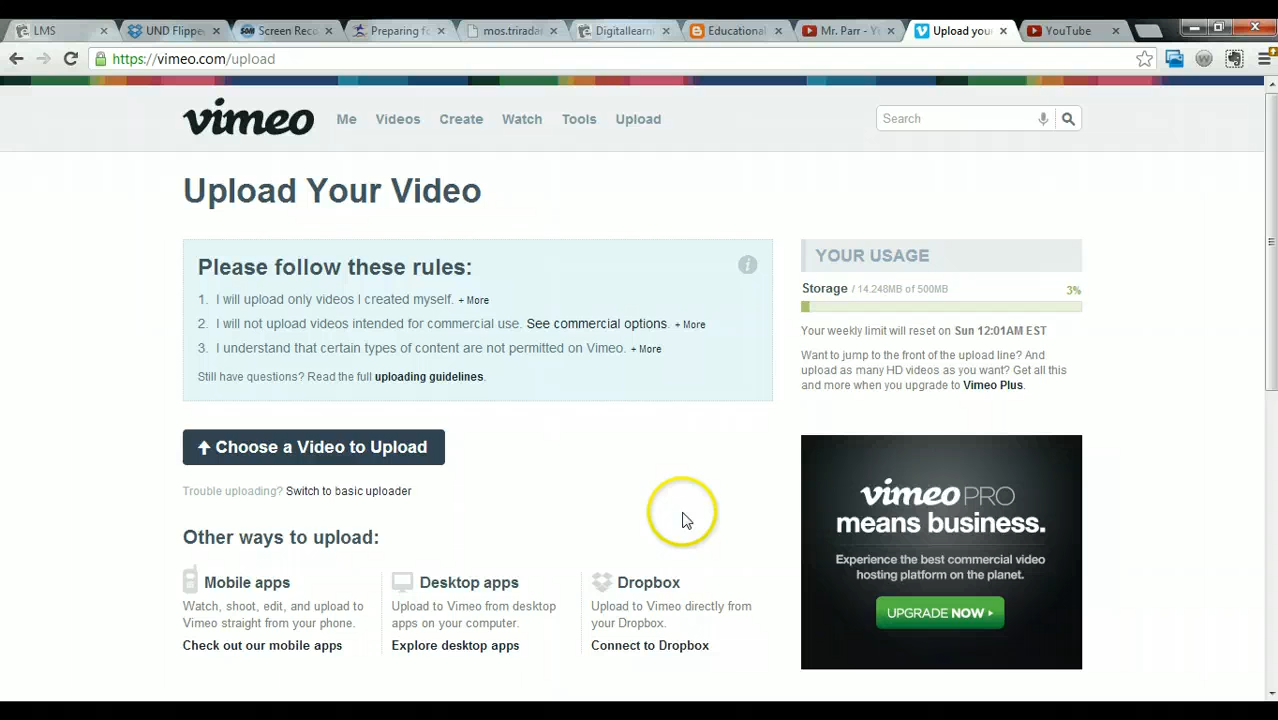 LMS
UND Flippe
Screen Reco
Preparing fo
mos.triradar
Digitallearni
Educational
Mr. Parr - Yo
Upload your
YouTube
https://vimeo.com/upload
vimeo
Me Videos Create Watch Tools Upload
Search
Upload Your Video
Please follow these rules:
1. I will upload only videos I created myself. + More
2. I will not upload videos intended for commercial use. See commercial options. + More
3. I understand that certain types of content are not permitted on Vimeo. + More
Still have questions? Read the full uploading guidelines.
YOUR USAGE
Storage / 14.248MB of 500MB 3%
Your weekly limit will reset on Sun 12:01AM EST
Want to jump to the front of the upload line? And
upload as many HD videos as you want? Get all this
and more when you upgrade to Vimeo Plus.
Choose a Video to Upload
Trouble uploading? Switch to basic uploader
Other ways to upload:
Mobile apps
Watch, shoot, edit, and upload to
Vimeo straight from your phone.
Check out our mobile apps
Desktop apps
Upload to Vimeo from desktop
apps on your computer.
Explore desktop apps
Dropbox
Upload to Vimeo directly from
your Dropbox.
Connect to Dropbox
vimeo PRO
means business.
Experience the best commercial video
hosting platform on the planet.
UPGRADE NOW